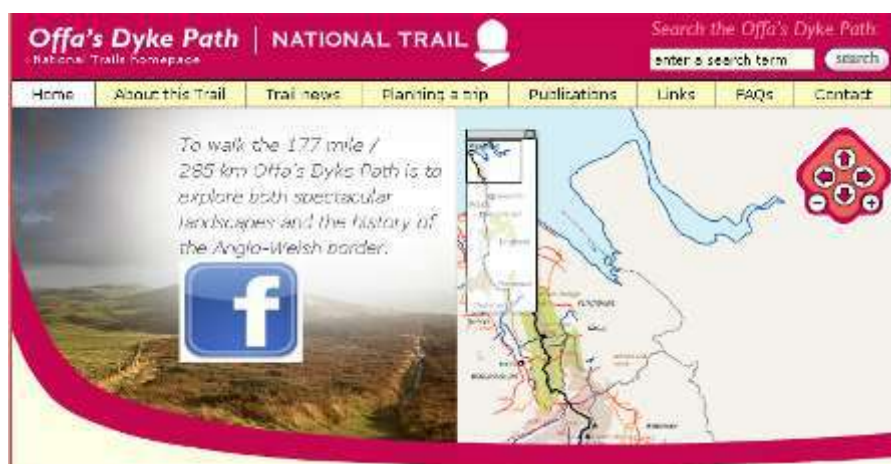 Offa's Dyke Path | NATIONAL TRAIL
National Trails homepage
Search the Offa's Dyke Path
enter a search term search
Home About this Trail Trail news Planning a trip Publications Links FAQs Contact
To walk the 177 mile /
285 km Offa's Dyke Path is to
explore both spectacular
landscapes and the history of
the Anglo-Welsh border.
f